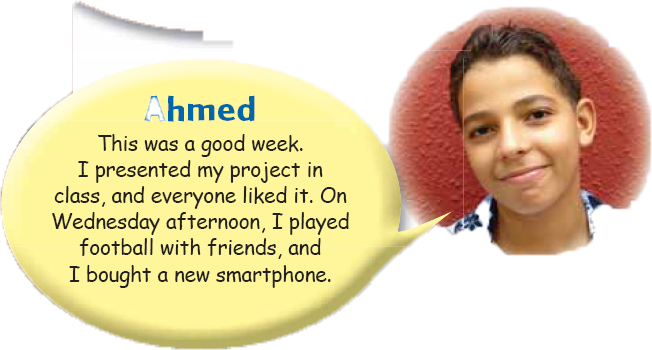 Ahmed
This was a good week.
I presented my project in
class, and everyone liked it. On
Wednesday afternoon, I played
football with friends, and
I bought a new smartphone.